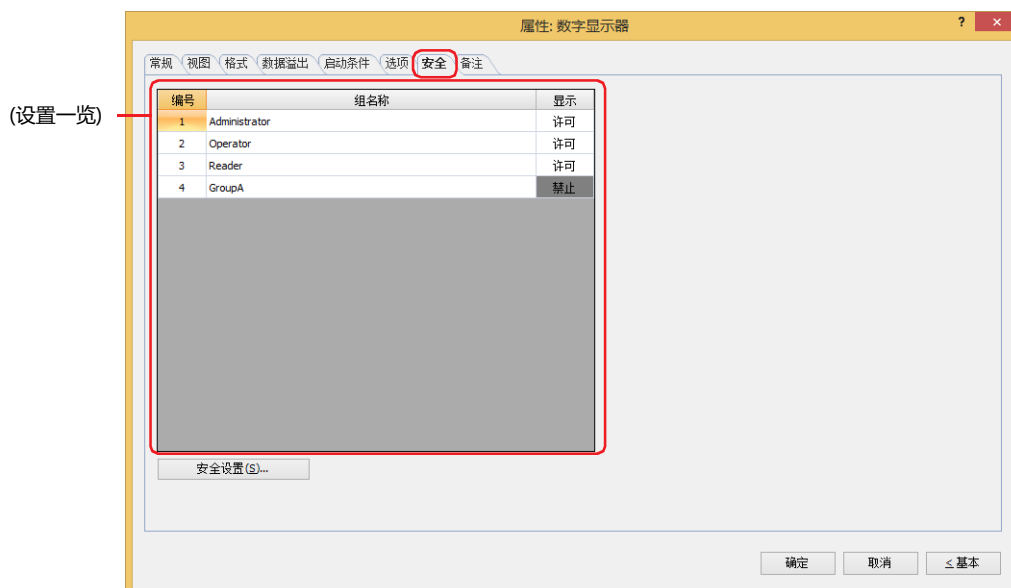 属性: 数字显示器
? ×
常规 视图 格式 数据溢出 启动条件 选项 安全 备注
(设置一览)
编号 组名称 显示
1 Administrator 许可
2 Operator 许可
3 Reader 许可
4 GroupA 禁止
安全设置(S)...
确定 取消 <基本